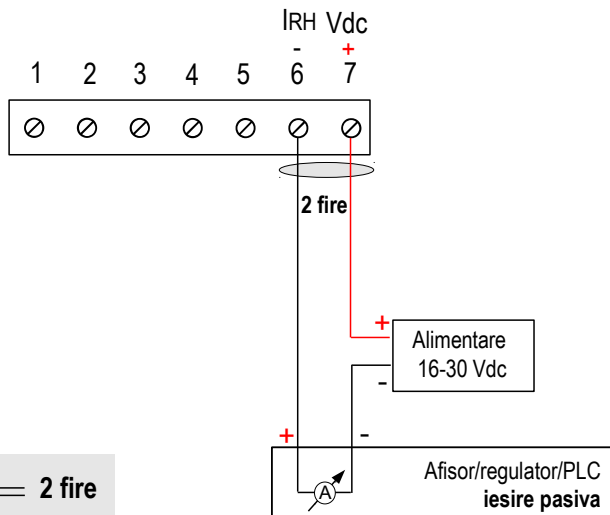 IRH Vdc
- +
1 2 3 4 5 6 7
2 fire
+
Alimentare
16-30 Vdc
-
+ -
Afisor/regulator/PLC
A
iesire pasiva
2 fire